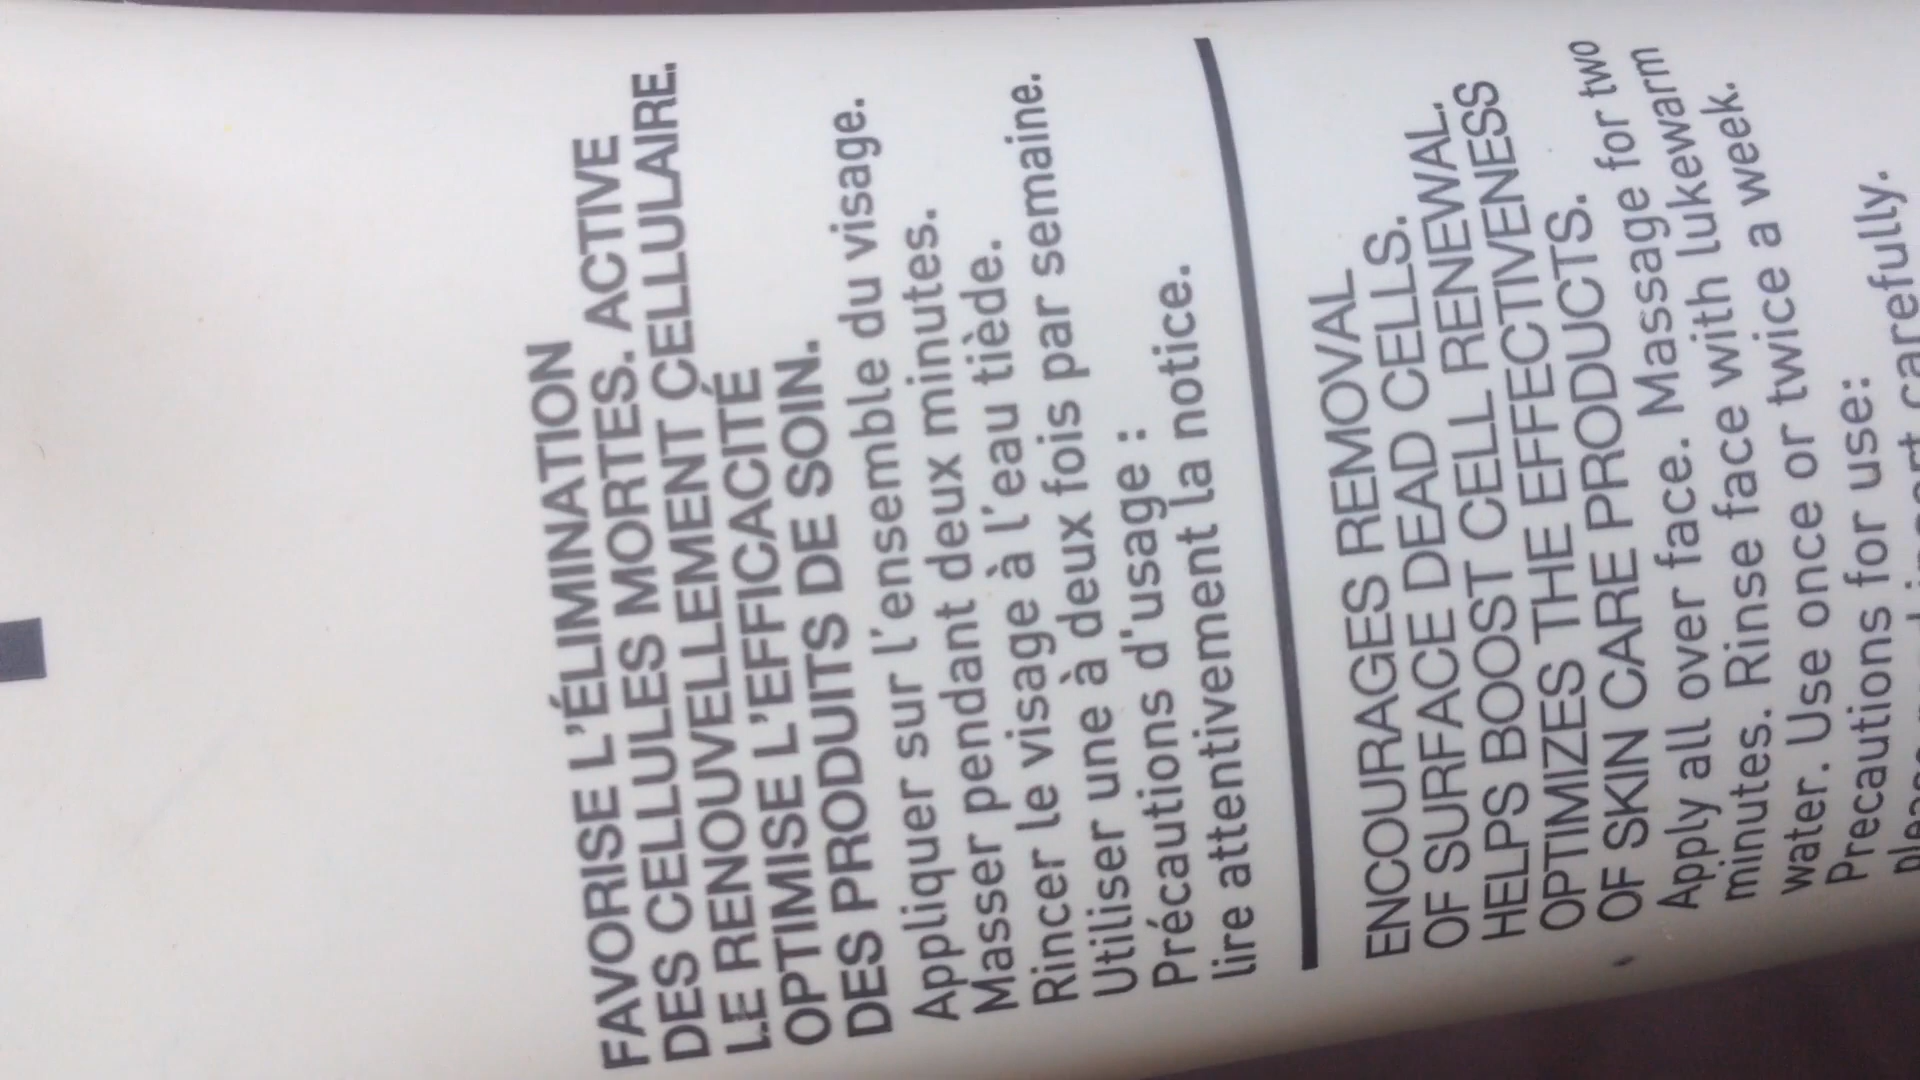 FAVORISE L'ÉLIMINATION
DES CELLULES MORTES. ACTIVE
LE RENOUVELLEMENT CELLULAIRE.
OPTIMISE L'EFFICACITÉ
DES PRODUITS DE SOIN.
Appliquer sur l'ensemble du visage.
Masser pendant deux minutes.
Rincer le visage à l'eau tiède.
Utiliser une à deux fois par semaine.
Précautions d'usage :
lire attentivement la notice.
ENCOURAGES REMOVAL
OF SURFACE DEAD CELLS.
HELPS BOOST CELL RENEWAL.
OPTIMIZES THE EFFECTIVENESS
OF SKIN CARE PRODUCTS.
Apply all over face. Massage for two
minutes. Rinse face with lukewarm
water. Use once or twice a week.
Precautions for use:
carefully.